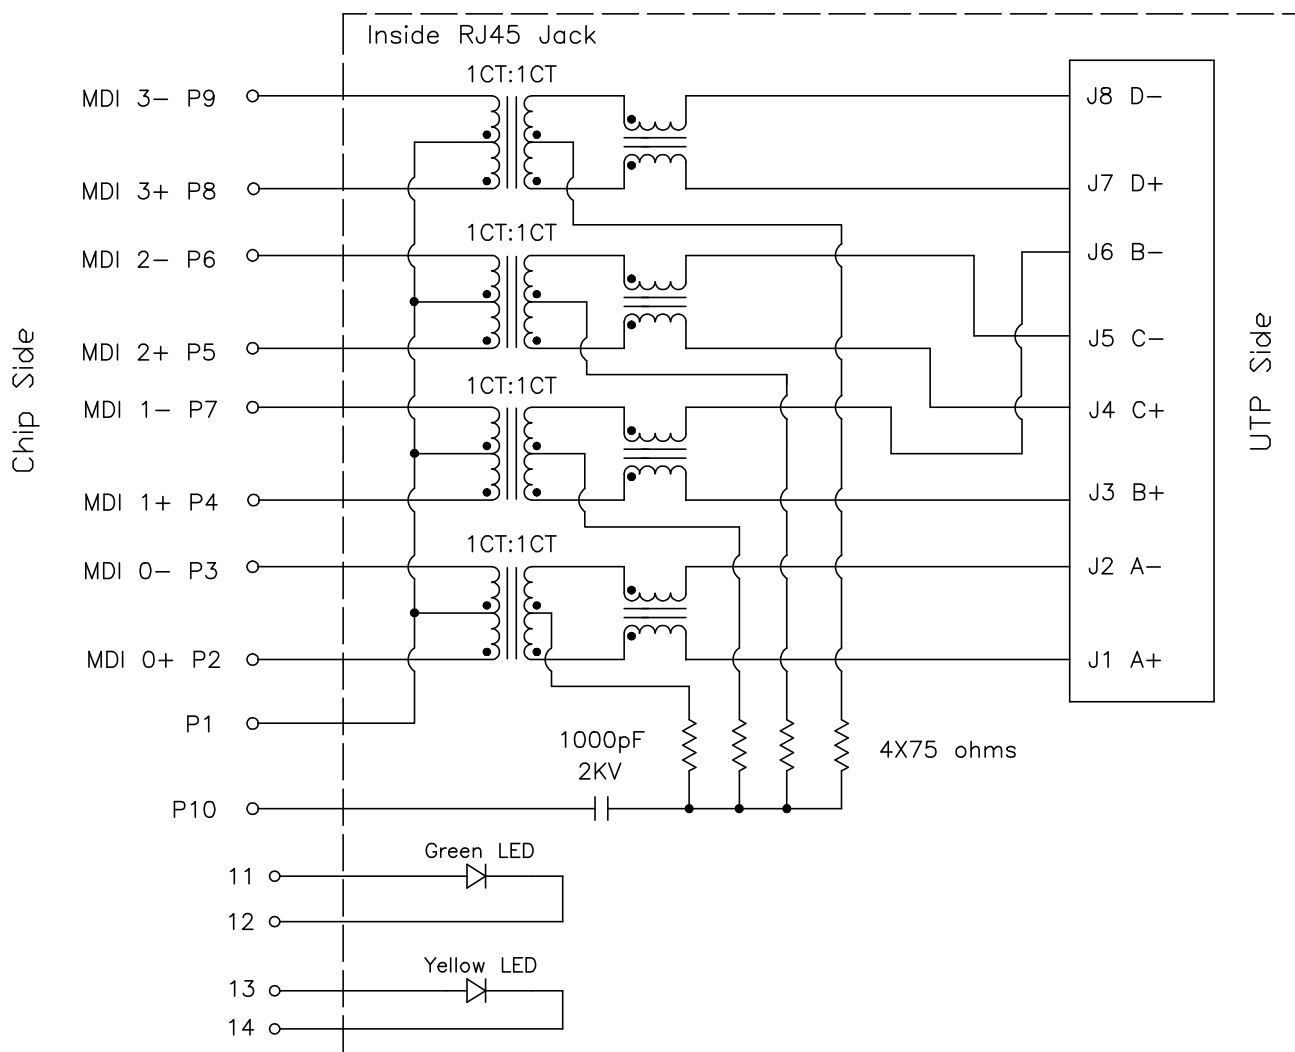 Inside RJ45 Jack
1CT:1CT
MDI 3- P9
J8 D-
MDI 3+ P8
J7 D+
1CT:1CT
MDI 2- P6
J6 B-
MDI 2+ P5
J5 C-
1CT:1CT
MDI 1- P7
J4 C+
MDI 1+ P4
J3 B+
1CT:1CT
MDI 0- P3
J2 A-
MDI 0+ P2
J1 A+
Chip Side
UTP Side
P1
1000pF
2KV
4X75 ohms
P10
Green LED
11
12
Yellow LED
13
14